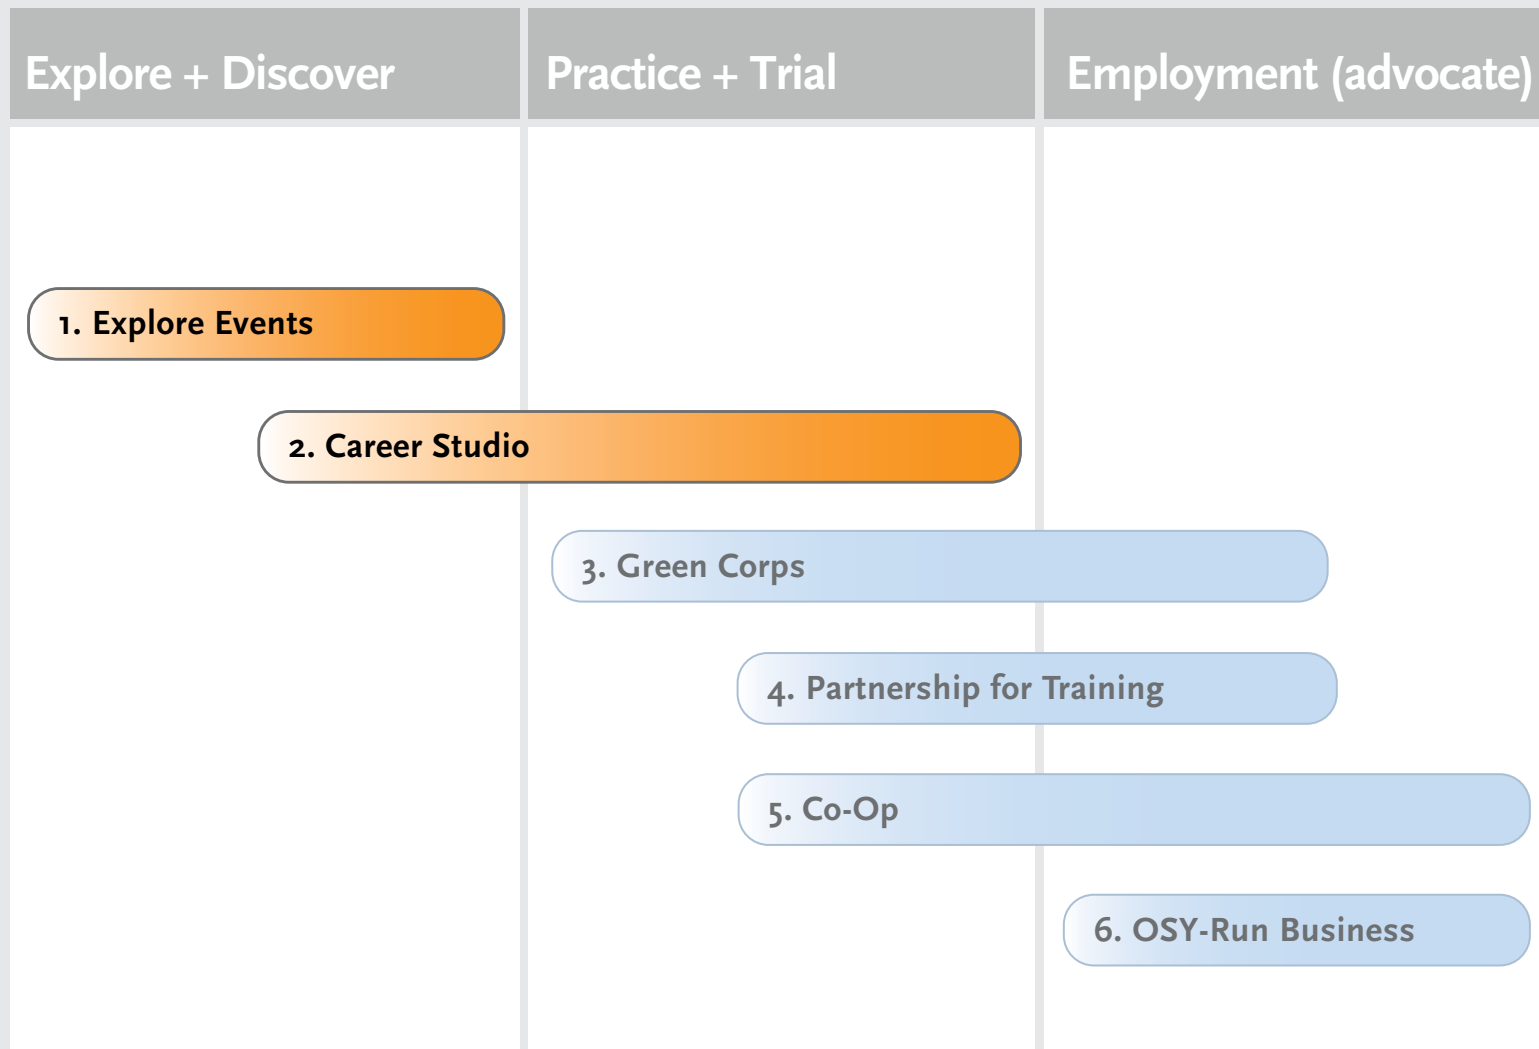 Explore + Discover
Practice + Trial
Employment (advocate)
1. Explore Events
2. Career Studio
3. Green Corps
4. Partnership for Training
5. Co-Op
6. OSY-Run Business